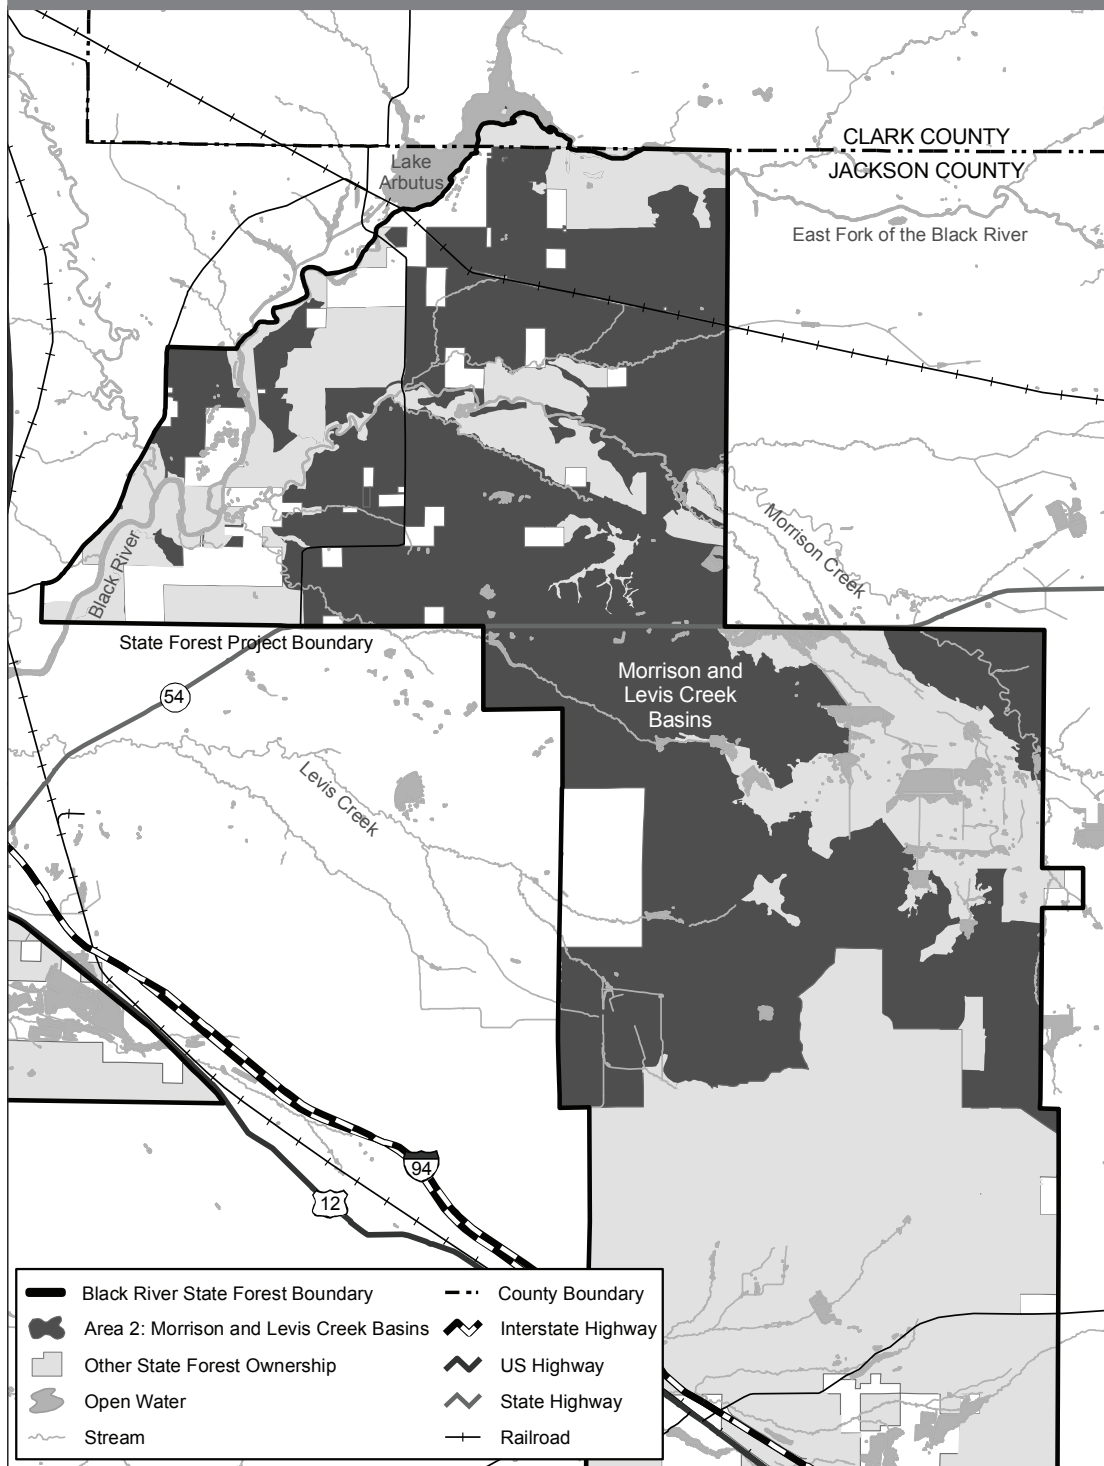 CLARK COUNTY
JACKSON COUNTY
Lake
Arbutus
East Fork of the Black River
Morrison Creek
Black River
State Forest Project Boundary
54
Morrison and
Levis Creek
Basins
Levis Creek
94
12
Black River State Forest Boundary
Area 2: Morrison and Levis Creek Basins
Other State Forest Ownership
Open Water
Stream
County Boundary
Interstate Highway
US Highway
State Highway
Railroad